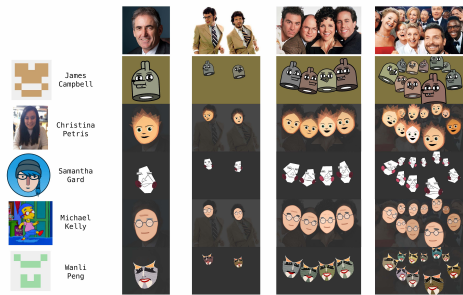 James
Campbell
Christina
Petris
Samantha
Gard
Michael
Kelly
Wanli
Peng